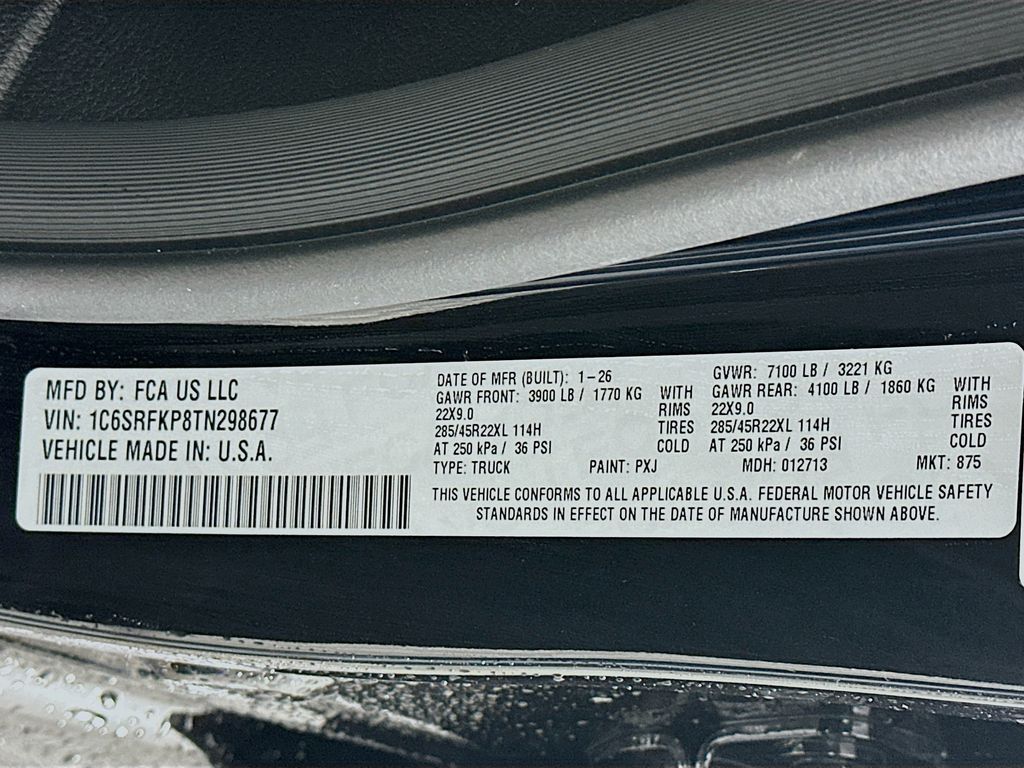 MFD BY: FCA US LLC
VIN: 1C6SRFKP8TN298677
VEHICLE MADE IN: U.S.A.
DATE OF MFR (BUILT): 1-26
GAWR FRONT: 3900 LB / 1770 KG WITH
22X9.0 RIMS
285/45R22XL 114H TIRES
AT 250 kPa / 36 PSI COLD
GVWR: 7100 LB / 3221 KG
GAWR REAR: 4100 LB / 1860 KG WITH
22X9.0 RIMS
285/45R22XL 114H TIRES
AT 250 kPa / 36 PSI COLD
TYPE: TRUCK PAINT: PXJ MDH: 012713 MKT: 875
THIS VEHICLE CONFORMS TO ALL APPLICABLE U.S.A. FEDERAL MOTOR VEHICLE SAFETY
STANDARDS IN EFFECT ON THE DATE OF MANUFACTURE SHOWN ABOVE.